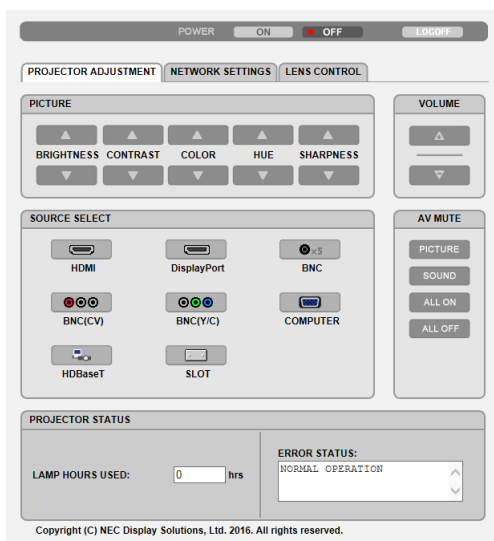 POWER ON OFF LOGOFF
PROJECTOR ADJUSTMENT NETWORK SETTINGS LENS CONTROL
PICTURE
BRIGHTNESS CONTRAST COLOR HUE SHARPNESS
VOLUME
SOURCE SELECT
HDMI DisplayPort BNC
×5
BNC(CV) BNC(Y/C) COMPUTER
HDBaseT SLOT
AV MUTE
PICTURE
SOUND
ALL ON
ALL OFF
PROJECTOR STATUS
LAMP HOURS USED: 0 hrs
ERROR STATUS:
NORMAL OPERATION
Copyright (C) NEC Display Solutions, Ltd. 2016. All rights reserved.